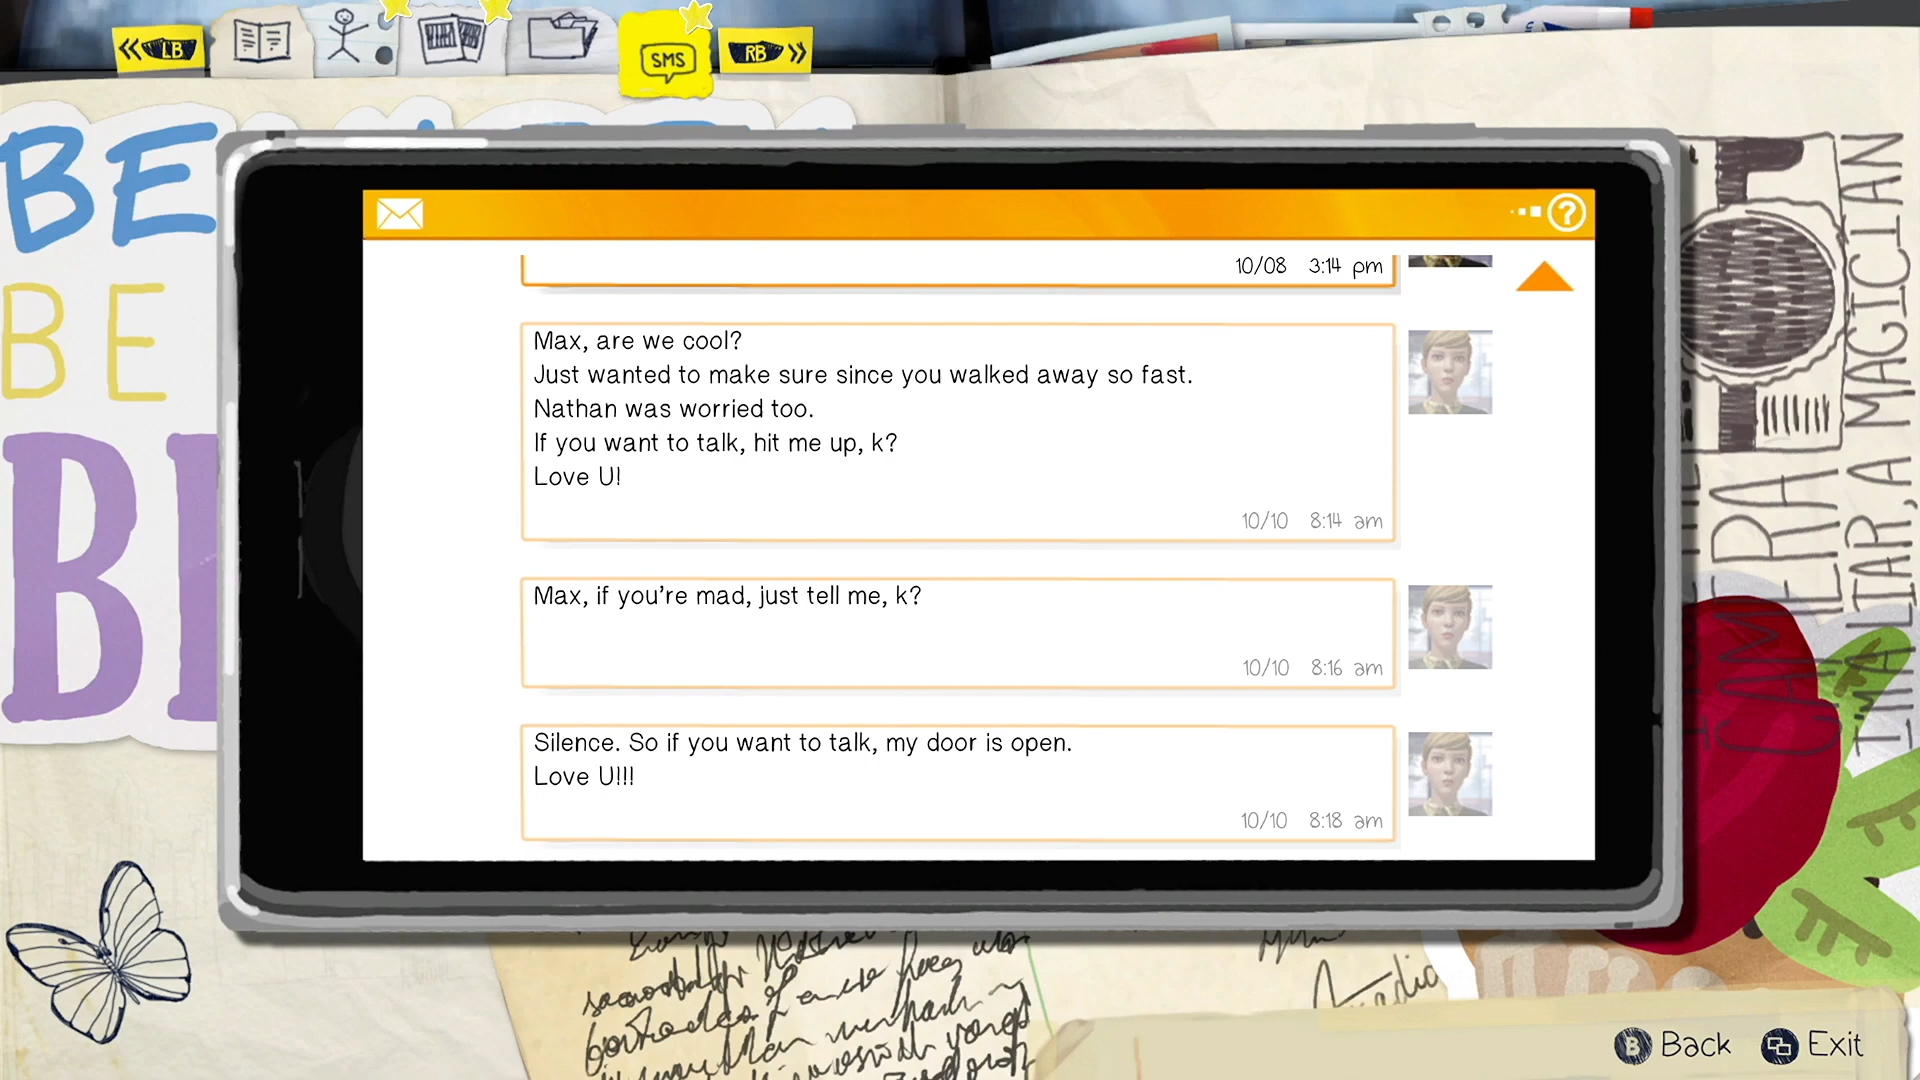 LB
SMS
RB
BE
BE
10/08 3:14 pm
?
Max, are we cool?
Just wanted to make sure since you walked away so fast.
Nathan was worried too.
If you want to talk, hit me up, k?
Love U!
10/10 8:14 am
Max, if you’re mad, just tell me, k?
10/10 8:16 am
Silence. So if you want to talk, my door is open.
Love U!!!
10/10 8:18 am
CAMERA
LIAR, A MAGICIAN
B Back
Exit